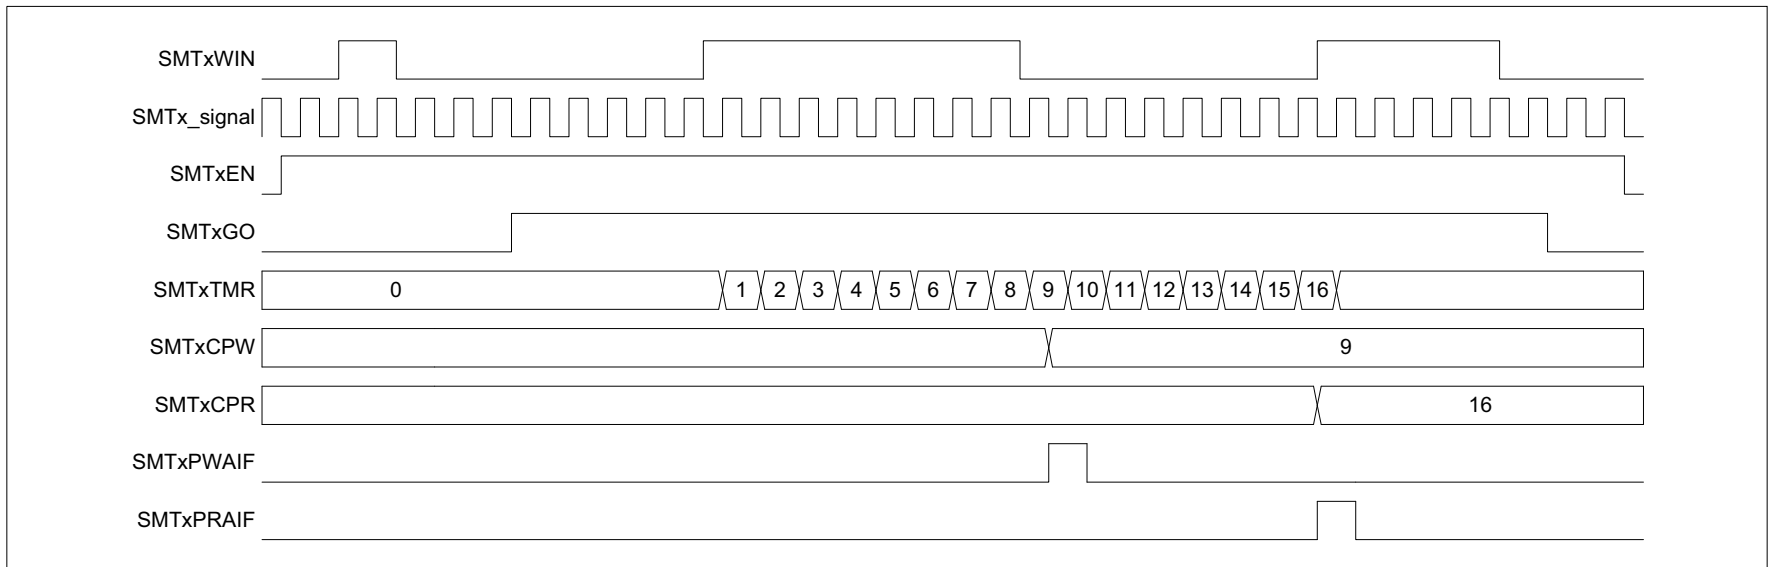 SMTxWIN
SMTx_signal
SMTxEN
SMTxGO
SMTxTMR 0 1 2 3 4 5 6 7 8 9 10 11 12 13 14 15 16
SMTxCPW 9
SMTxCPR 16
SMTxPWAIF
SMTxPRAIF